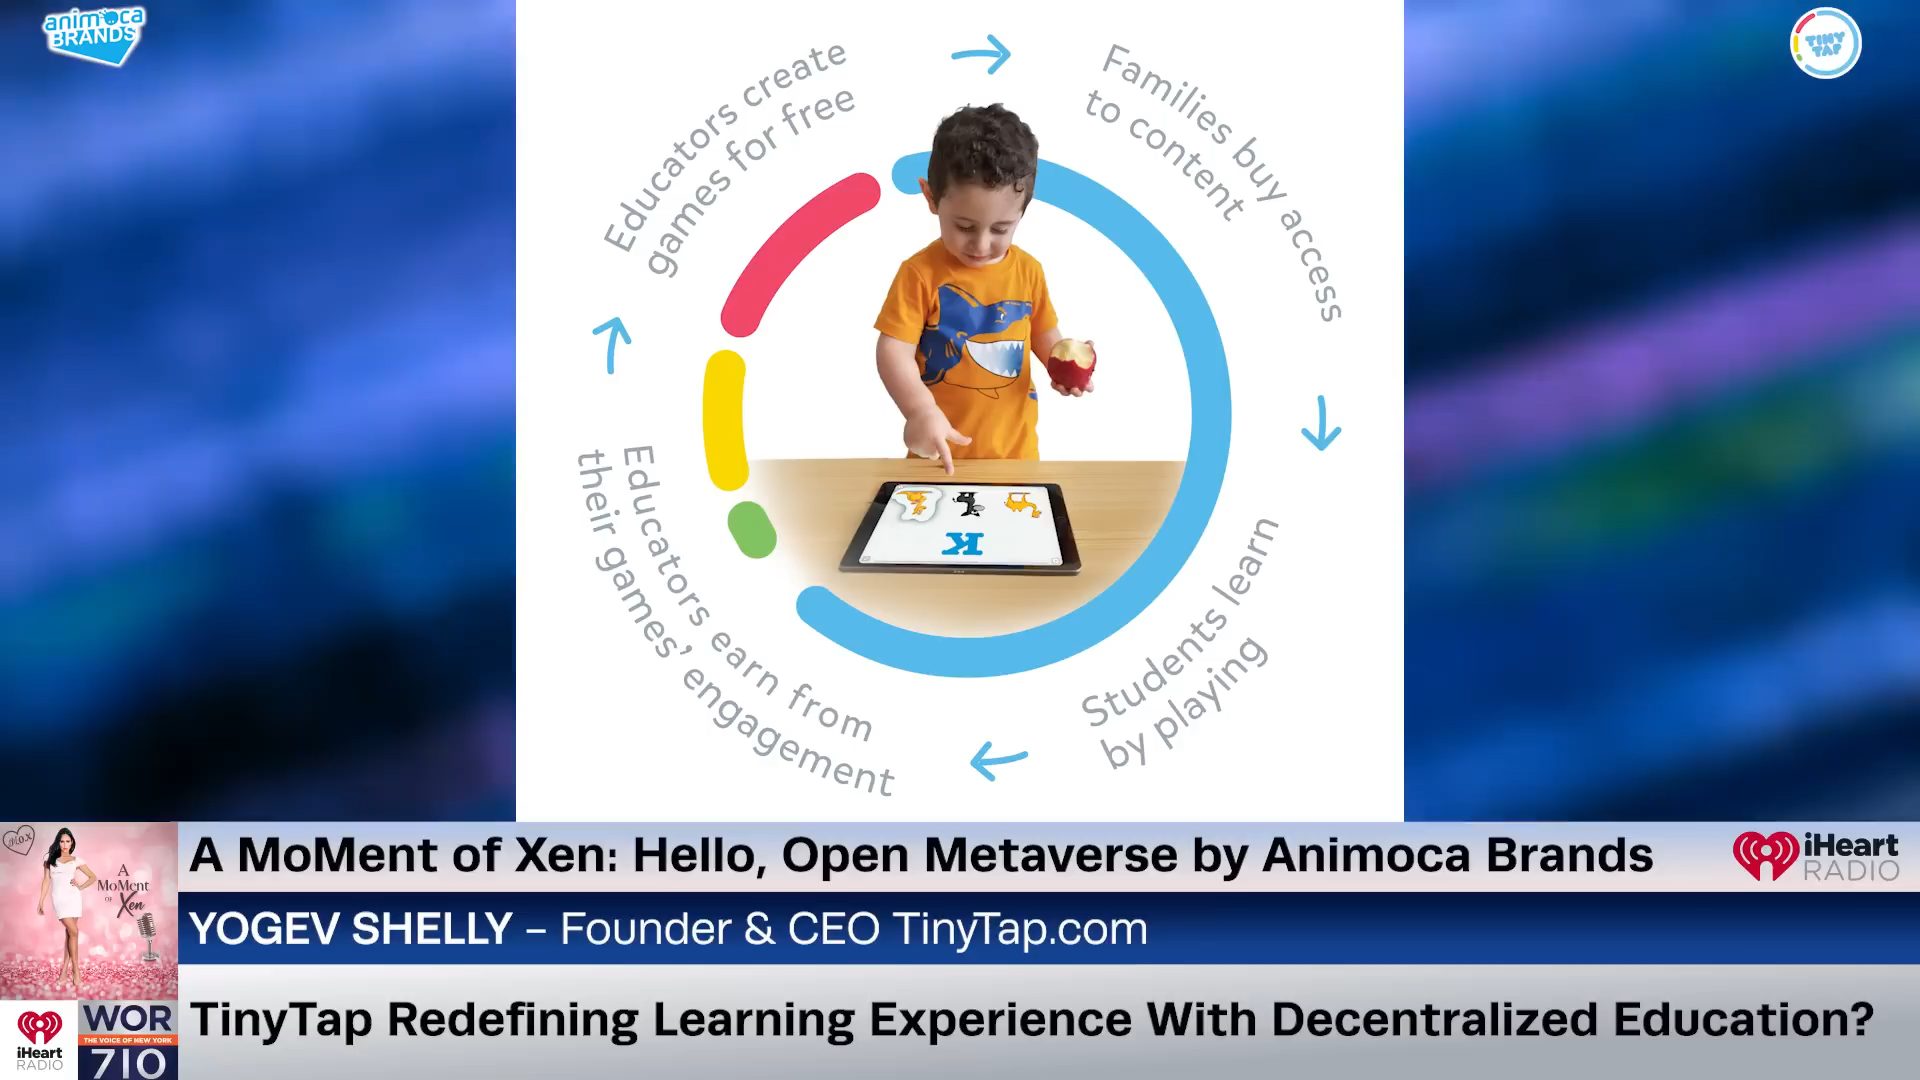 animoca
BRANDS
TINY
TAP
Educators create
games for free
Families buy access
to content
Students learn
by playing
Educators earn from
their games' engagement
K
M.O.X
A
MoMent
OF Xen
A MoMent of Xen: Hello, Open Metaverse by Animoca Brands
iHeart
RADIO
YOGEV SHELLY – Founder & CEO TinyTap.com
TinyTap Redefining Learning Experience With Decentralized Education?
iHeart
RADIO
WOR
THE VOICE OF NEW YORK
710